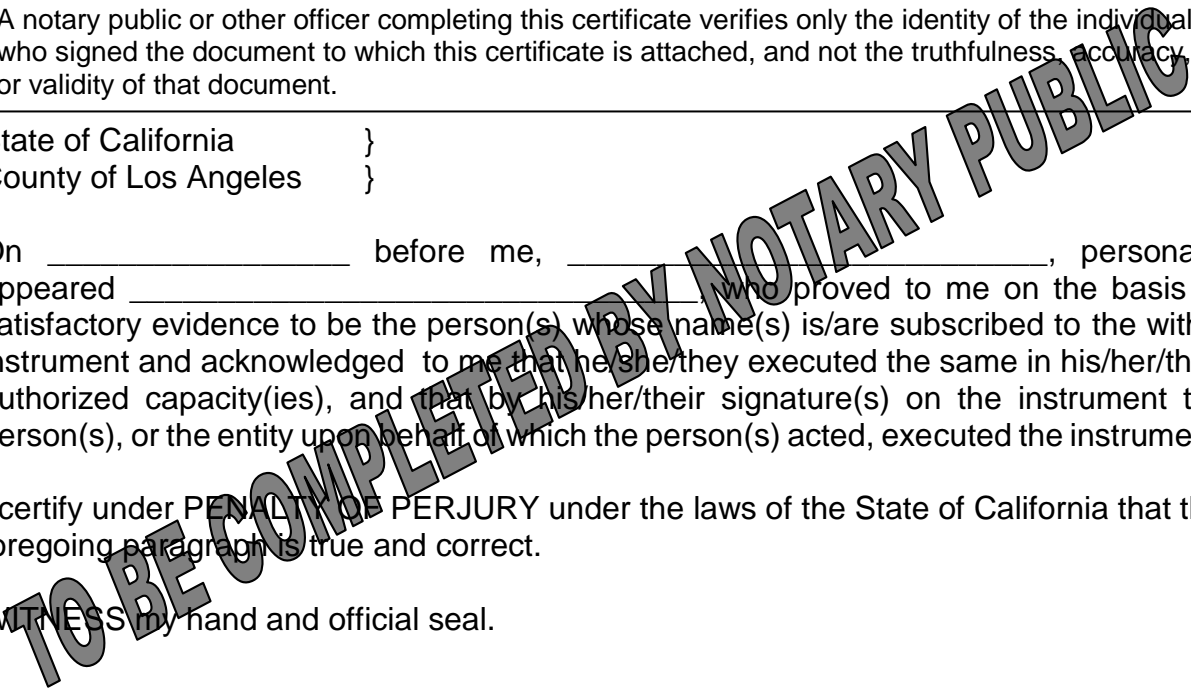 A notary public or other officer completing this certificate verifies only the identity of the individual
who signed the document to which this certificate is attached, and not the truthfulness, accuracy,
or validity of that document.
tate of California }
ounty of Los Angeles }
On _________________ before me, ___________________________, persona
ppeared ________________________________, who proved to me on the basis
atisfactory evidence to be the person(s) whose name(s) is/are subscribed to the with
nstrument and acknowledged to me that he/she/they executed the same in his/her/th
uthorized capacity(ies), and that by his/her/their signature(s) on the instrument t
erson(s), or the entity upon behalf of which the person(s) acted, executed the instrume
certify under PENALTY OF PERJURY under the laws of the State of California that t
oregoing paragraph is true and correct.
WITNESS my hand and official seal.
TO BE COMPLETED BY NOTARY PUBLIC